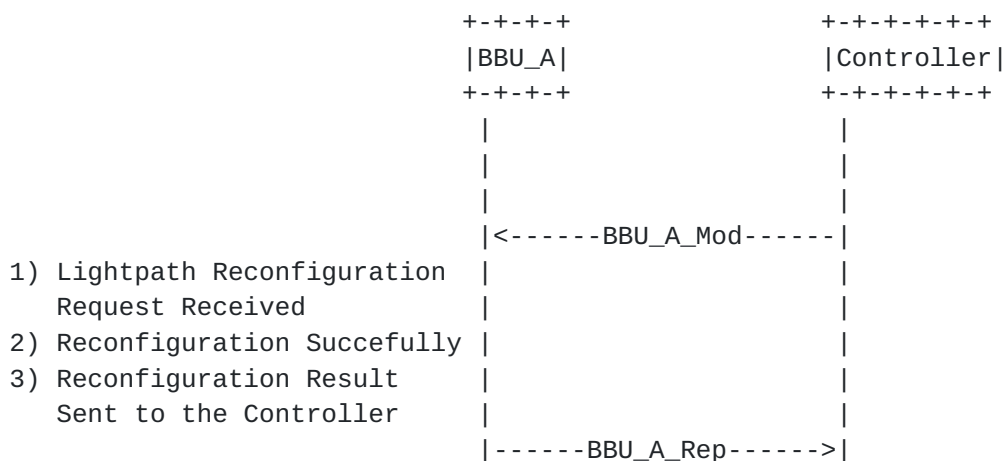 +-+-+-+ +-+-+-+-+-+
|BBU_A| |Controller|
+-+-+-+ +-+-+-+-+-+
| |
| |
| |
|<------BBU_A_Mod------|
1) Lightpath Reconfiguration | |
Request Received | |
2) Reconfiguration Succefully | |
3) Reconfiguration Result | |
Sent to the Controller | |
|------BBU_A_Rep------>|